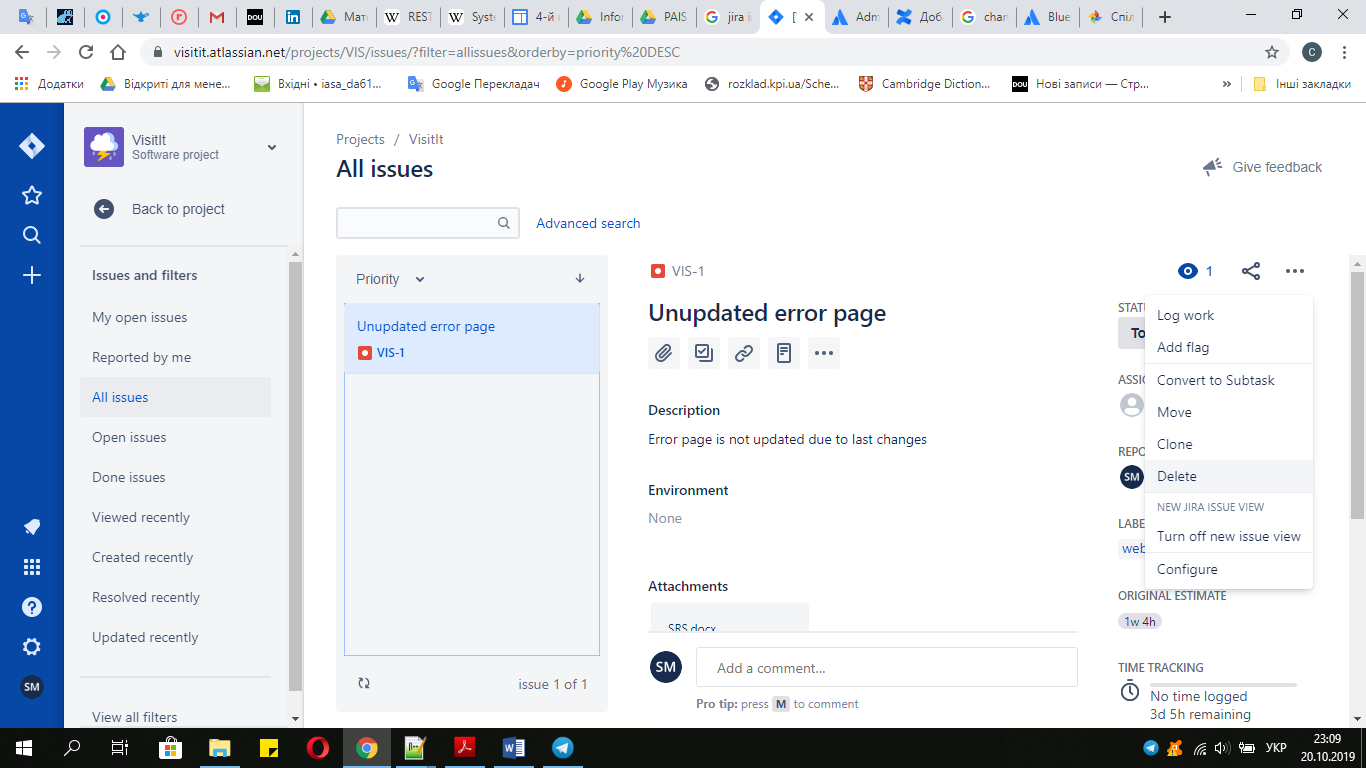 DOU
Мате
REST
Syste
4-й к
Infor
PAIS
jira i
[
Adm
Доба
char
Blue
Спіл
visitit.atlassian.net/projects/VIS/issues/?filter=allissues&orderby=priority%20DESC
C
Додатки
Відкриті для мене...
Вхідні • iasa_da61...
Google Перекладач
Google Play Музика
rozklad.kpi.ua/Sche...
Cambridge Diction...
DOU
Нові записи — Стр...
»
Інші закладки
VisitIt
Software project
Back to project
Issues and filters
My open issues
Reported by me
All issues
Open issues
Done issues
Viewed recently
Created recently
Resolved recently
Updated recently
View all filters
SM
Projects / VisitIt
All issues
Give feedback
Advanced search
Priority
Unupdated error page
VIS-1
issue 1 of 1
VIS-1
1
Unupdated error page
Description
Error page is not updated due to last changes
Environment
None
Attachments
SRS.docx
SM
Add a comment...
Pro tip: press M to comment
STATU
To
ASSIG
REPO
SM
LABE
web
Log work
Add flag
Convert to Subtask
Move
Clone
Delete
NEW JIRA ISSUE VIEW
Turn off new issue view
Configure
ORIGINAL ESTIMATE
1w 4h
TIME TRACKING
No time logged
3d 5h remaining
УКР
23:09
20.10.2019